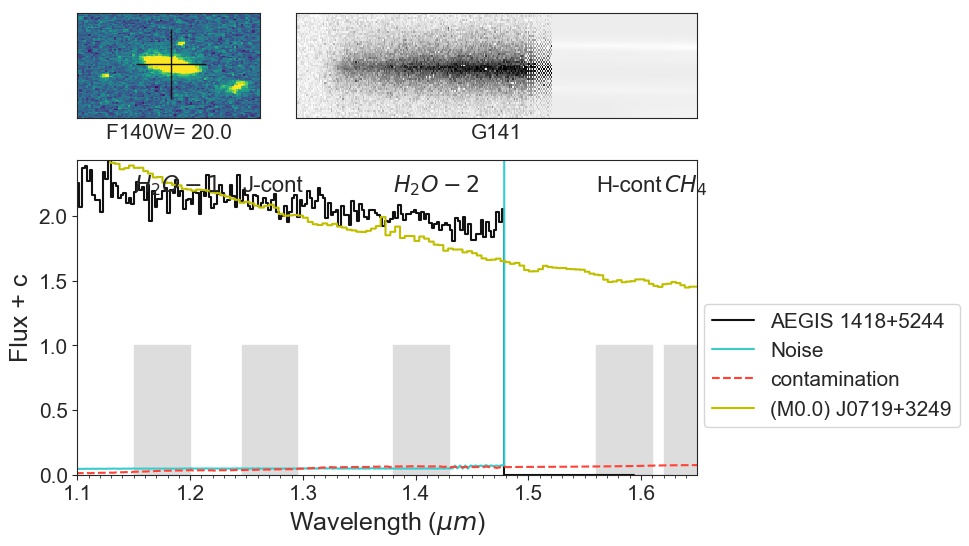 F140W= 20.0
G141
H₂O − 1
J-cont
H₂O − 2
H-cont
CH₄
2.0
1.5
1.0
0.5
0.0
Flux + c
1.1
1.2
1.3
1.4
1.5
1.6
Wavelength (μm)
AEGIS 1418+5244
Noise
contamination
(M0.0) J0719+3249